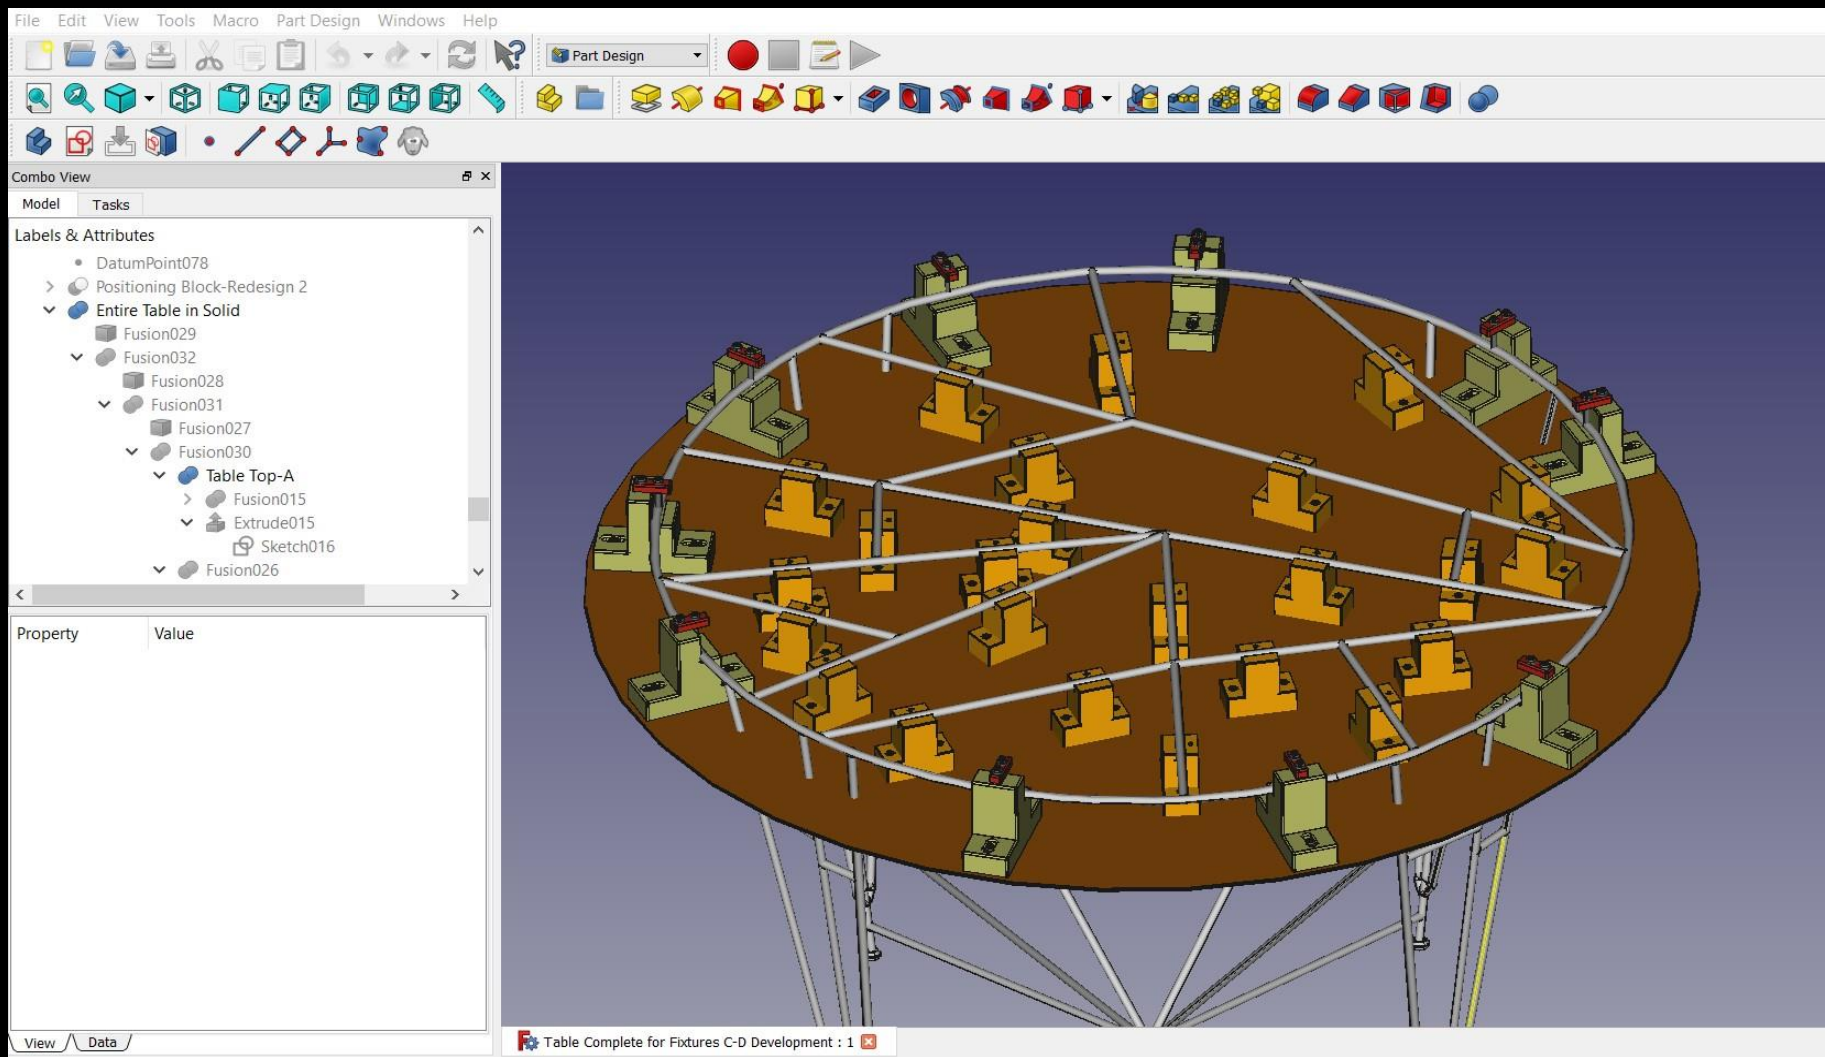 File Edit View Tools Macro Part Design Windows Help
Part Design
Combo View
Model Tasks
Labels & Attributes
DatumPoint078
Positioning Block-Redesign 2
Entire Table in Solid
Fusion029
Fusion032
Fusion028
Fusion031
Fusion027
Fusion030
Table Top-A
Fusion015
Extrude015
Sketch016
Fusion026
Property Value
View Data
Table Complete for Fixtures C-D Development : 1